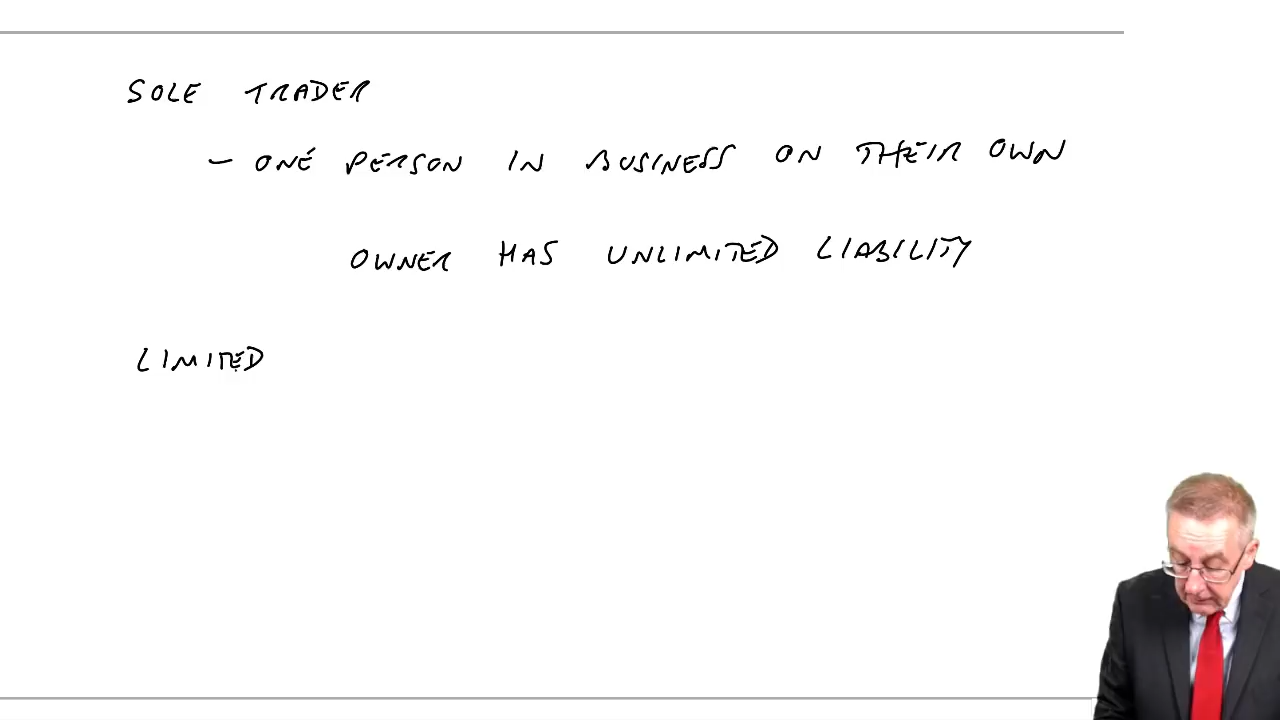 SOLE TRADER
- ONE PERSON IN BUSINESS ON THEIR OWN
OWNER HAS UNLIMITED LIABILITY
LIMITED